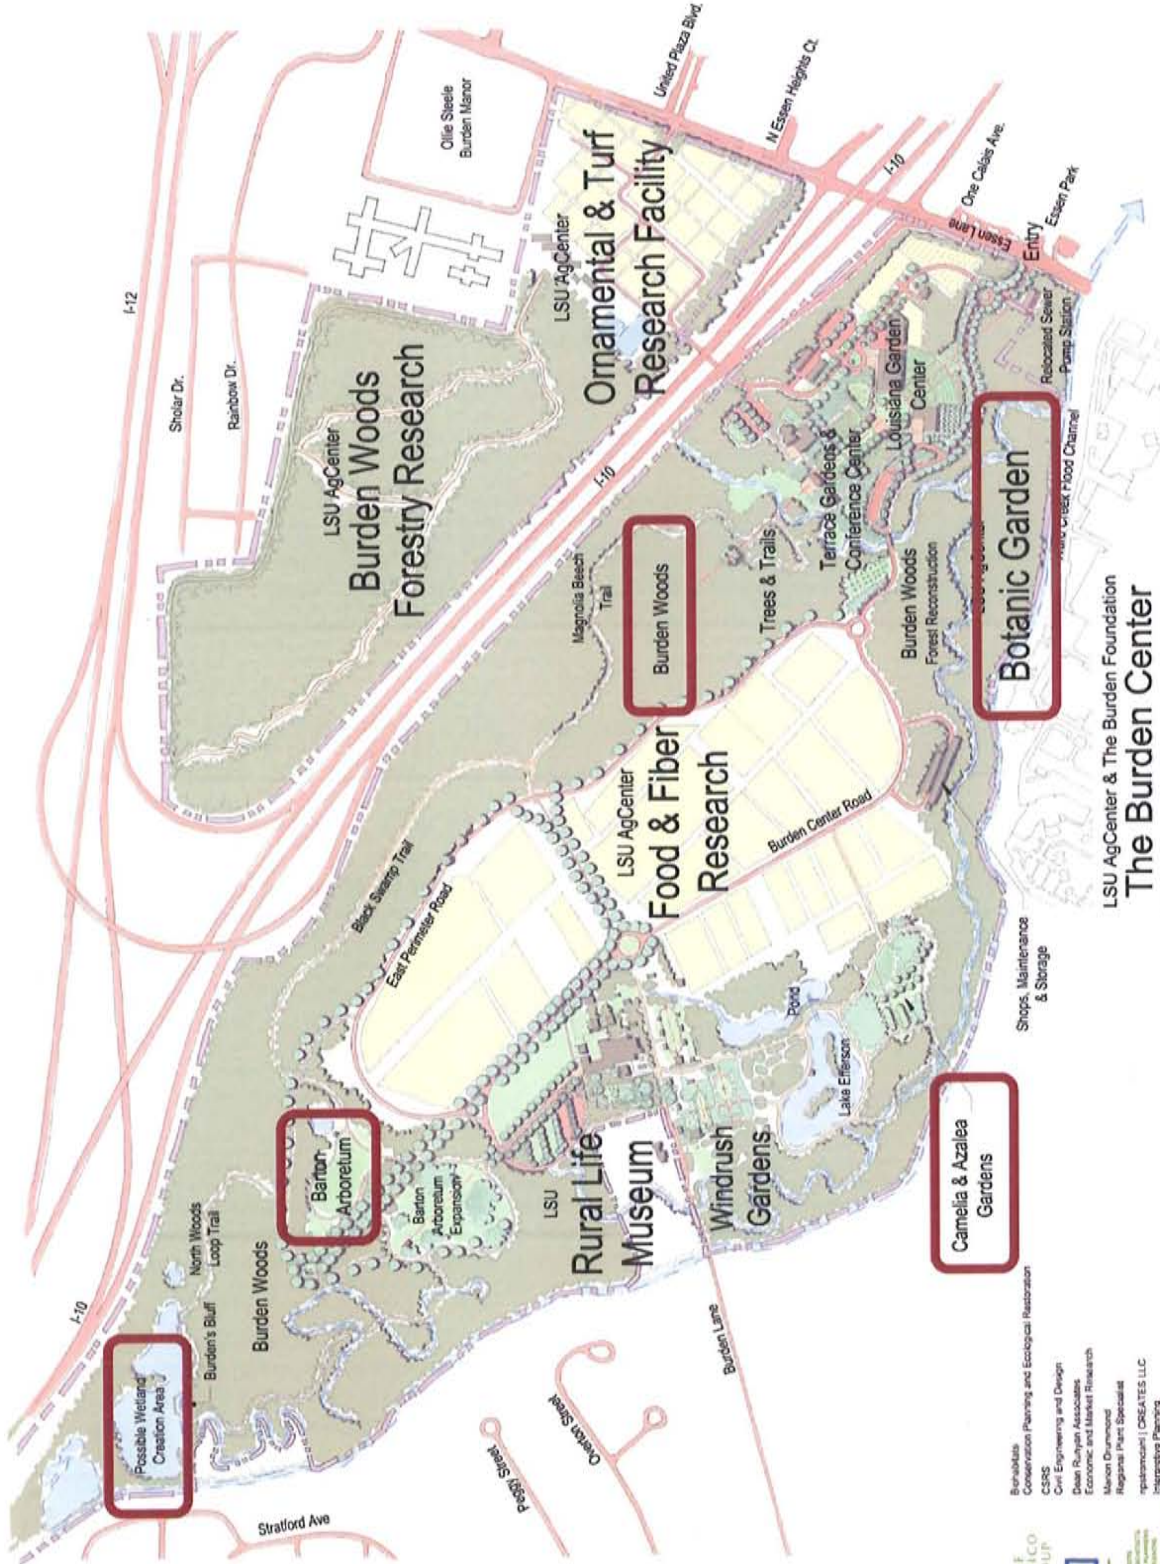 I-12
Sholar Dr.
Rainbow Dr.
Ollie Steele
Burden Manor
United Plaza Blvd.
N Essen Heights Ct.
I-10
One Calais Ave.
Essen Lane
Entry
Essen Park
LSU AgCenter
Ornamental & Turf
Research Facility
LSU AgCenter
Burden Woods
Forestry Research
I-10
Relocated Sewer
Pump Station
Louisiana Garden
Center
Terrace Gardens &
Conference Center
Trees & Trails
Magnolia Beech
Trail
Burden Woods
Burden Woods
Forest Reconstruction
Botanic Garden
Creek Flood Channel
LSU AgCenter
Food & Fiber
Research
Burden Center Road
Black Swamp Trail
East Perimeter Road
Shops, Maintenance
& Storage
Pond
Lake Efferson
Camelia & Azalea
Gardens
Windrush
Gardens
LSU
Rural Life
Museum
Barton
Arboretum
Barton
Arboretum
Expansion
North Woods
Loop Trail
Burden Woods
Burden's Bluff
Possible Wetland
Creation Area
I-10
Stratford Ave
Peggy Street
Overton Street
Burden Lane
LSU AgCenter & The Burden Foundation
The Burden Center
Biohabitats
Conservation Planning and Ecological Restoration
CSRS
Civil Engineering and Design
Dean Runyan Associates
Economic and Market Research
Marion Drummond
Regional Plant Specialist
CREATES LLC
Interpretive Planning